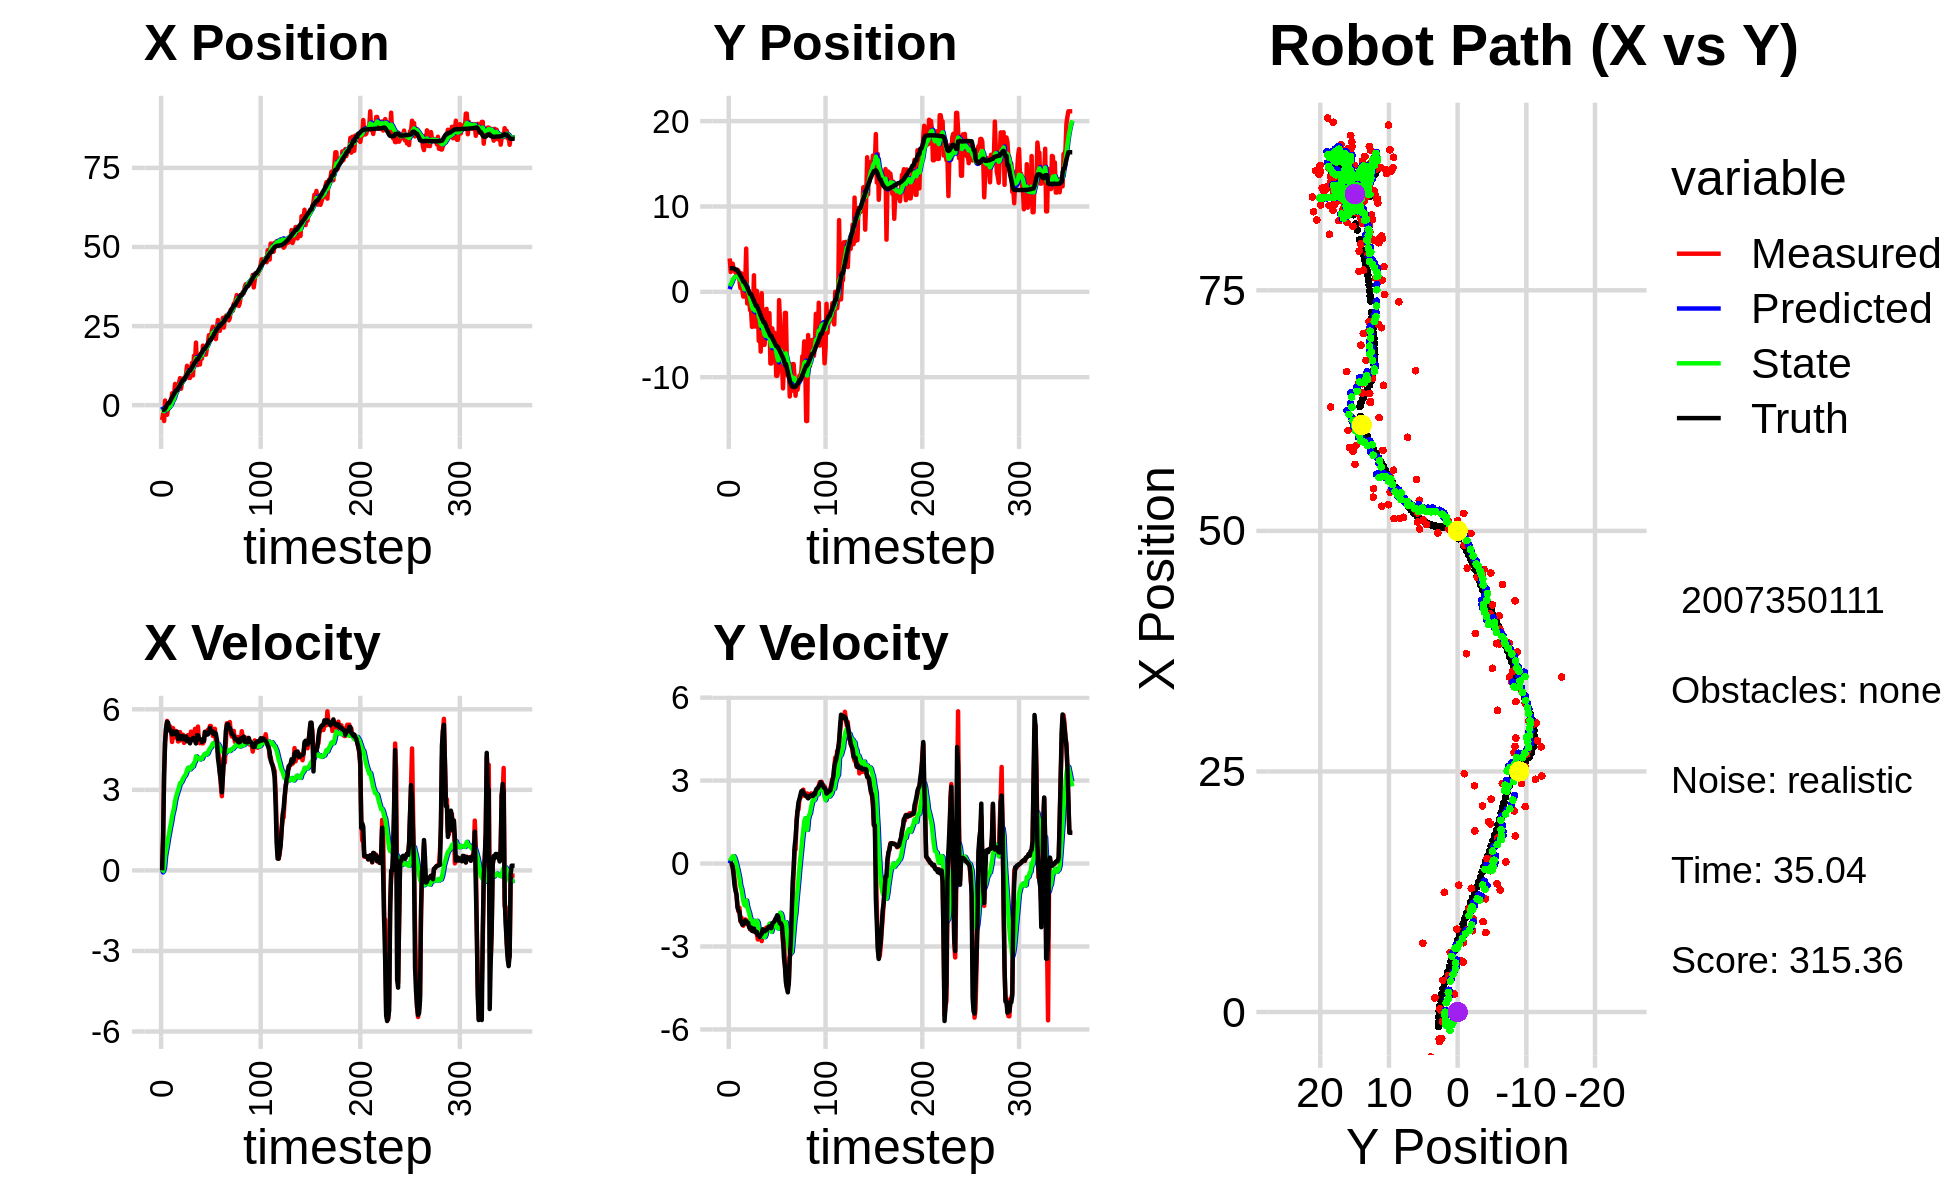 X Position
75
50
25
0
0 100 200 300
timestep
Y Position
20
10
0
-10
0 100 200 300
timestep
X Velocity
6
3
0
-3
-6
0 100 200 300
timestep
Y Velocity
6
3
0
-3
-6
0 100 200 300
timestep
Robot Path (X vs Y)
X Position
75
50
25
0
20 10 0 -10 -20
Y Position
variable
Measured
Predicted
State
Truth
2007350111
Obstacles: none
Noise: realistic
Time: 35.04
Score: 315.36